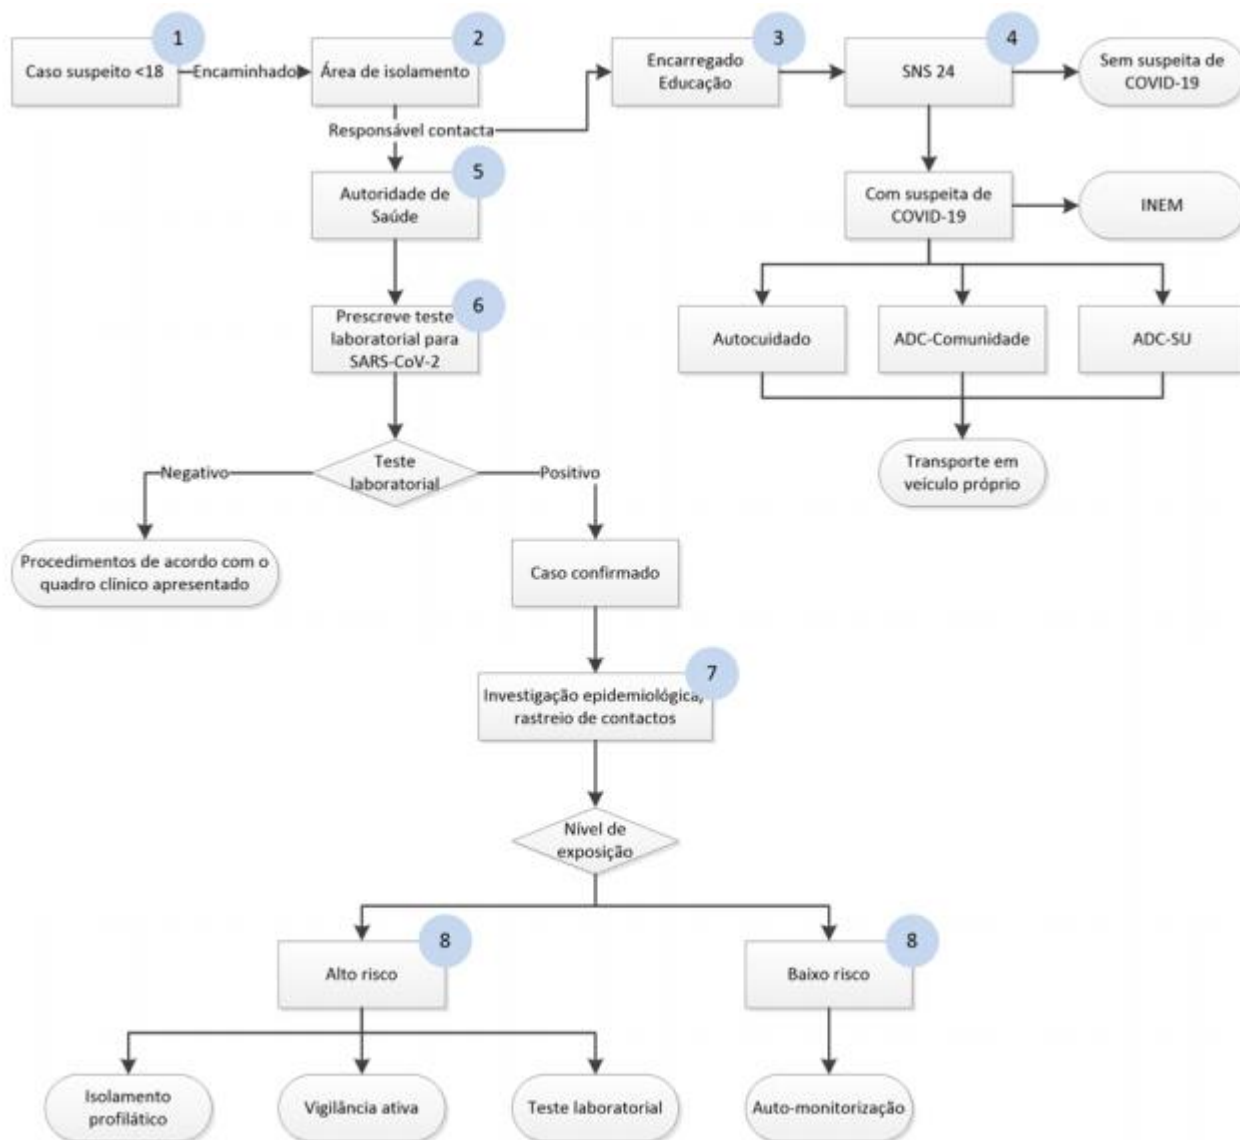 1
2
3
4
Caso suspeito <18
Encaminhado
Área de isolamento
Encarregado
Educação
SNS 24
Sem suspeita de
COVID-19
Responsável contacta
5
Autoridade de
Saúde
Com suspeita de
COVID-19
INEM
6
Prescreve teste
laboratorial para
SARS-CoV-2
Autocuidado
ADC-Comunidade
ADC-SU
Negativo
Teste
laboratorial
Positivo
Transporte em
veículo próprio
Procedimentos de acordo com o
quadro clínico apresentado
Caso confirmado
7
Investigação epidemiológica,
rastreio de contactos
Nível de
exposição
8
8
Alto risco
Baixo risco
Isolamento
profilático
Vigilância ativa
Teste laboratorial
Auto-monitorização